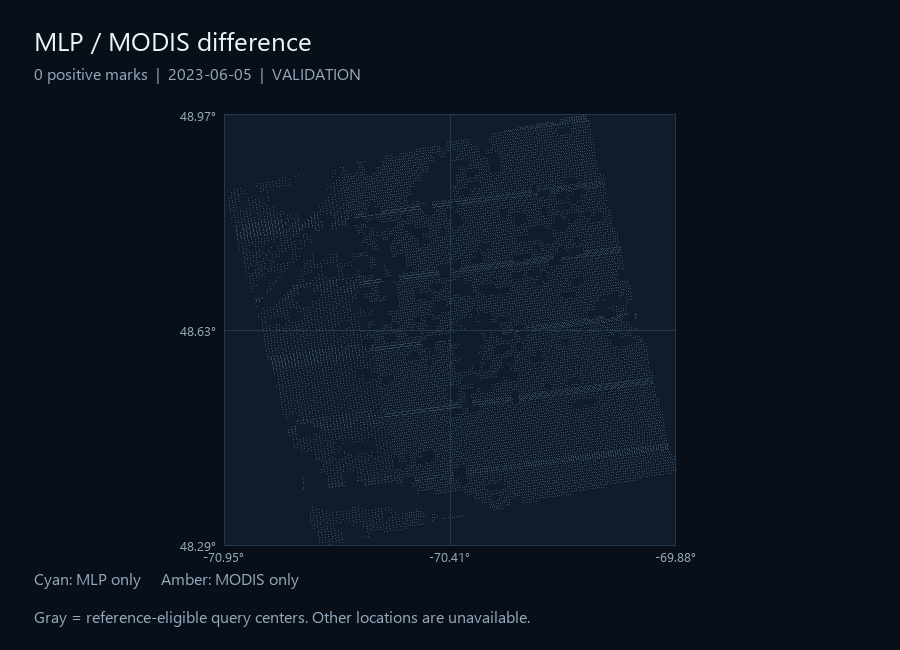 MLP / MODIS difference
0 positive marks | 2023-06-05 | VALIDATION
48.97°
48.63°
48.29°
-70.95° -70.41° -69.88°
Cyan: MLP only Amber: MODIS only
Gray = reference-eligible query centers. Other locations are unavailable.